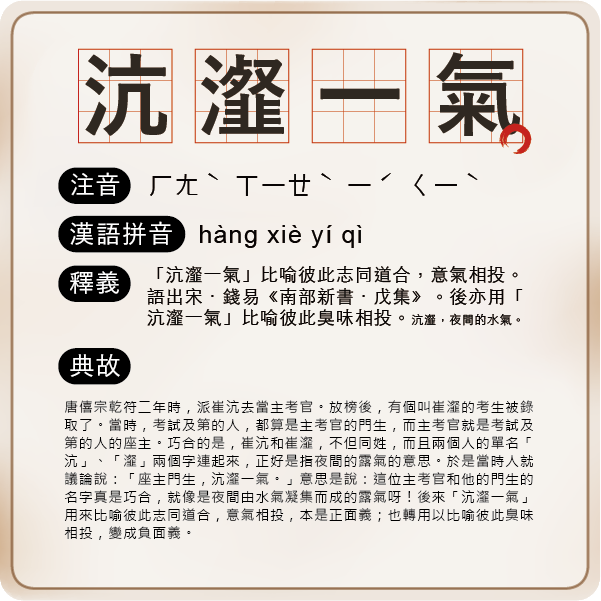 沆瀣一氣
注音 ㄏㄤˋ ㄒㄧㄝˋ ㄧˊ ㄑㄧˋ
漢語拼音 hàng xiè yí qì
釋義 「沆瀣一氣」比喻彼此志同道合，意氣相投。
語出宋．錢易《南部新書．戊集》。後亦用「
沆瀣一氣」比喻彼此臭味相投。沆瀣，夜間的水氣。
典故
唐僖宗乾符二年時，派崔沆去當主考官。放榜後，有個叫崔瀣的考生被錄
取了。當時，考試及第的人，都算是主考官的門生，而主考官就是考試及
第的人的座主。巧合的是，崔沆和崔瀣，不但同姓，而且兩個人的單名「
沆」、「瀣」兩個字連起來，正好是指夜間的露氣的意思。於是當時人就
議論說：「座主門生，沆瀣一氣。」意思是說：這位主考官和他的門生的
名字真是巧合，就像是夜間由水氣凝集而成的露氣呀！後來「沆瀣一氣」
用來比喻彼此志同道合，意氣相投，本是正面義；也轉用以比喻彼此臭味
相投，變成負面義。